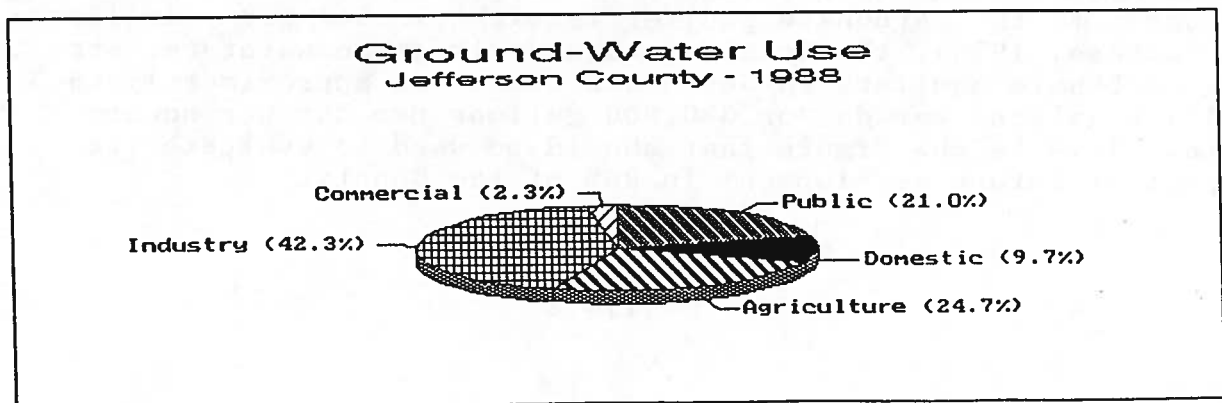 Ground-Water Use
Jefferson County - 1988
Commercial (2.3%)
Public (21.0%)
Industry (42.3%)
Domestic (9.7%)
Agriculture (24.7%)